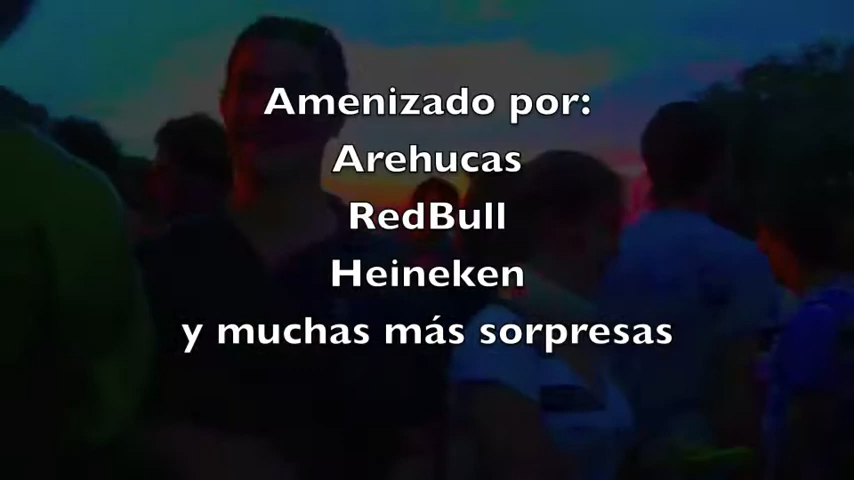 Amenizado por:
Arehucas
RedBull
Heineken
y muchas más sorpresas